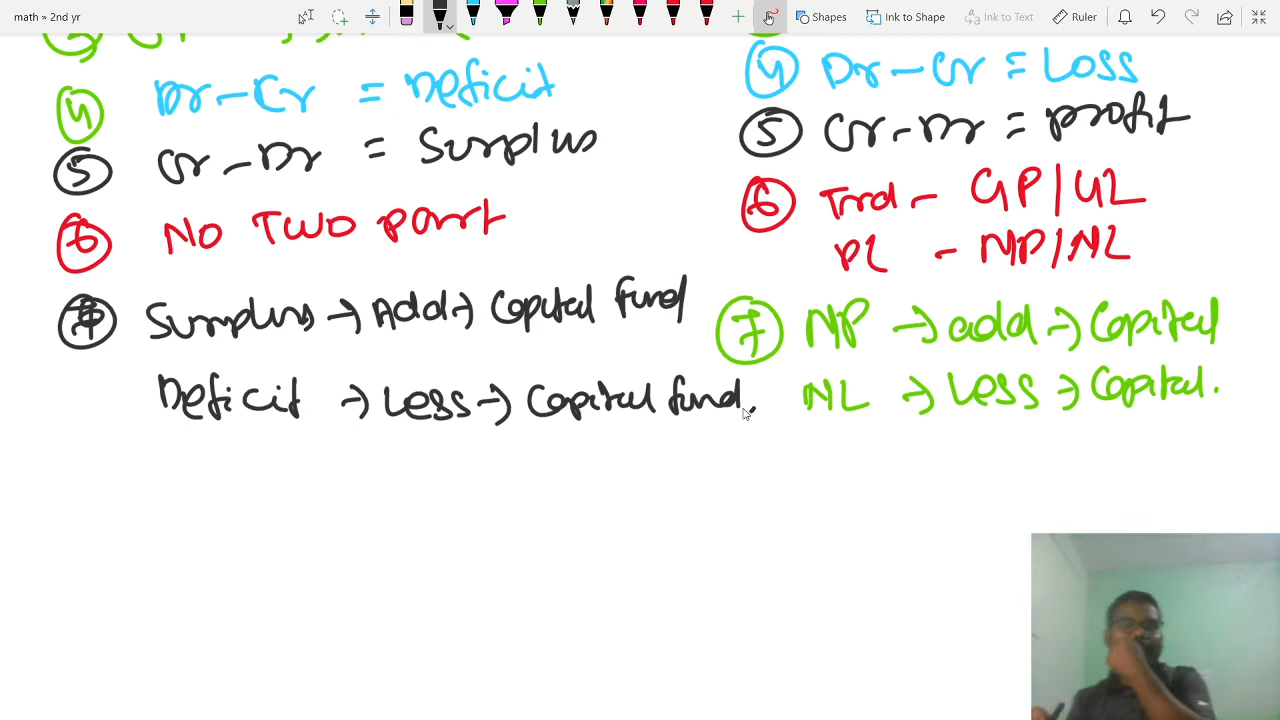 math » 2nd yr
Shapes
Ink to Shape
Ink to Text
Ruler
④ Dr - Cr = Deficit
⑤ Cr - Dr = Surplus
⑥ No Two part
⑦ Surplus → Add → Capital fund
Deficit → Less → Capital fund.
④ Dr - Cr = Loss
⑤ Cr - Dr = profit
⑥ Trd - GP/GL
PL - NP/NL
⑦ NP → add → Capital
NL → Less → Capital.